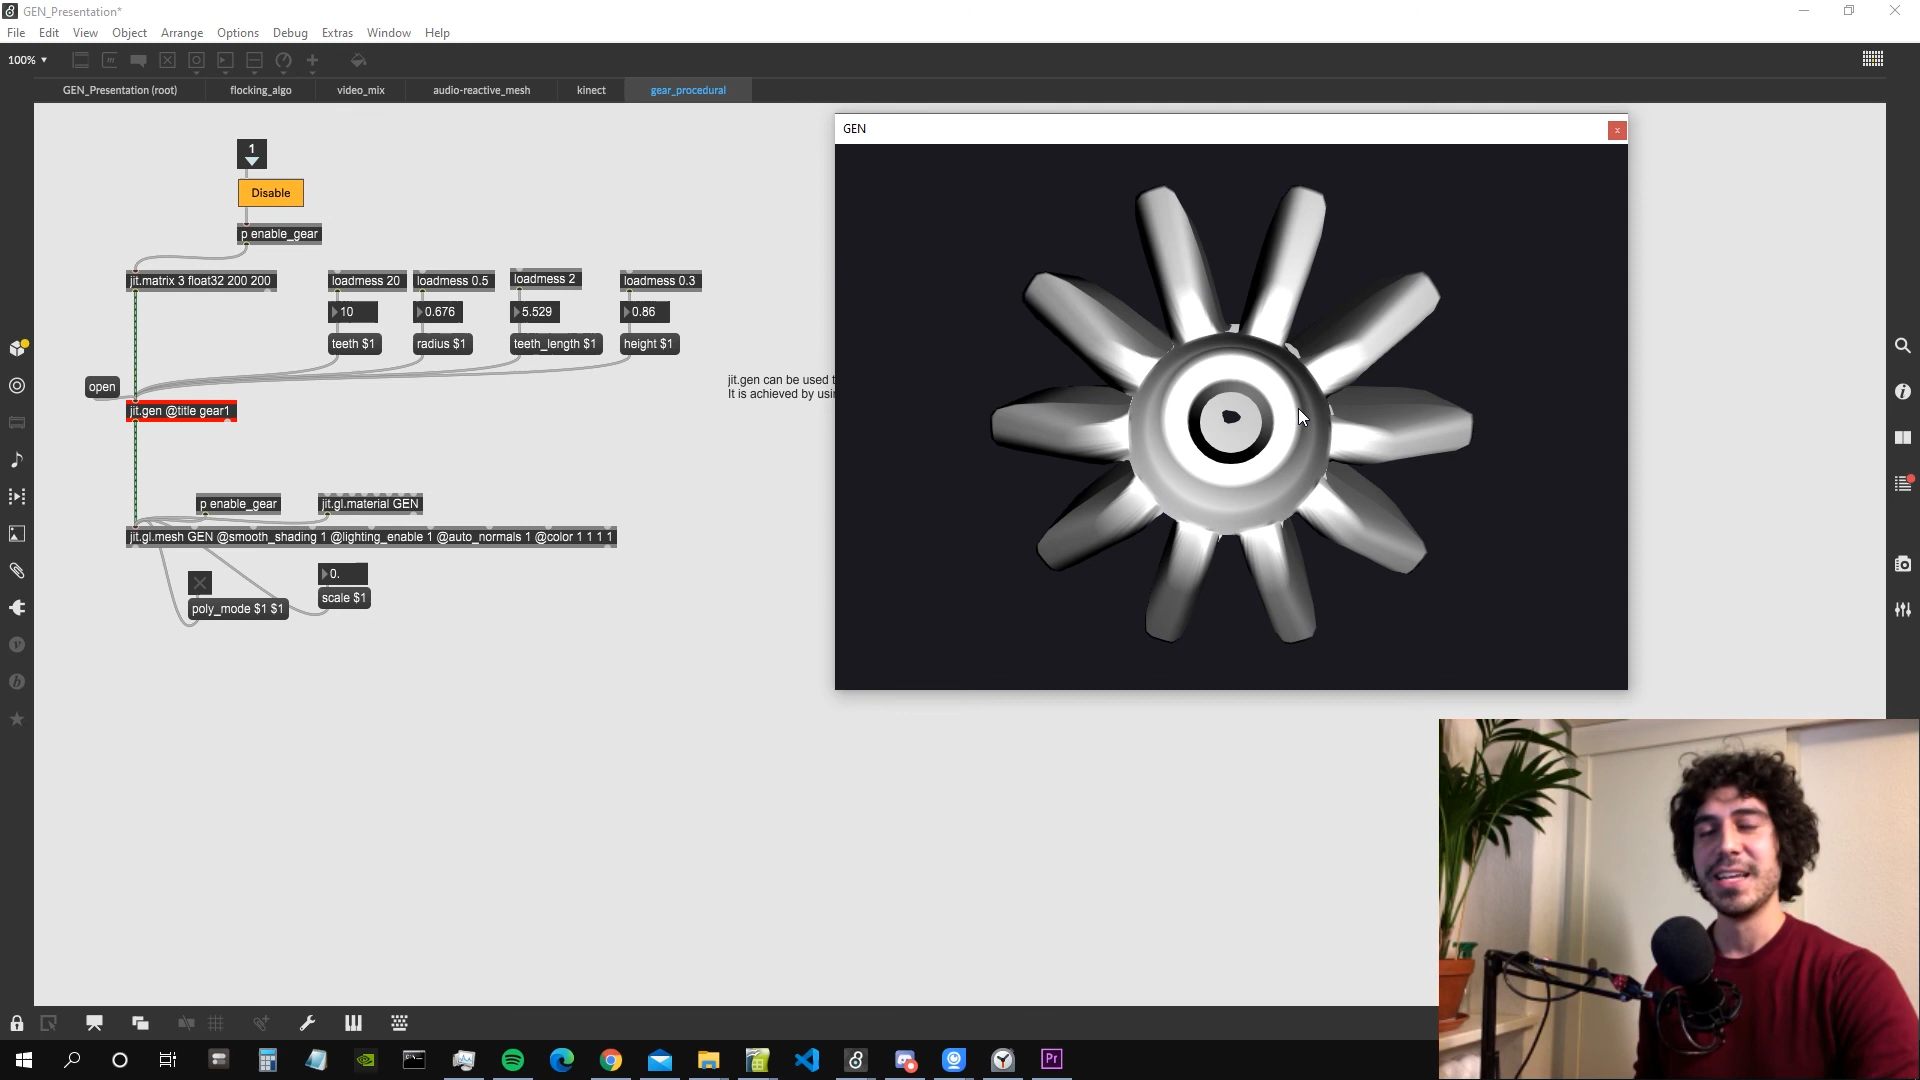 GEN_Presentation*
File Edit View Object Arrange Options Debug Extras Window Help
100%
GEN_Presentation (root) flocking_algo video_mix audio-reactive_mesh kinect gear_procedural
GEN
x
1
Disable
p enable_gear
jit.matrix 3 float32 200 200
loadmess 20 loadmess 0.5 loadmess 2 loadmess 0.3
10 0.676 5.529 0.86
teeth $1 radius $1 teeth_length $1 height $1
jit.gen can be used t
It is achieved by usin
open
jit.gen @title gear1
p enable_gear jit.gl.material GEN
jit.gl.mesh GEN @smooth_shading 1 @lighting_enable 1 @auto_normals 1 @color 1 1 1 1
0.
poly_mode $1 $1 scale $1
Pr